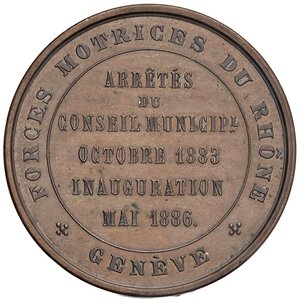 FORCES MOTRICES DU RHÔNE
GENÈVE
ARRÊTÉS
DU
CONSEIL MUNICIPL.
OCTOBRE 1883
INAUGURATION
MAI 1886.